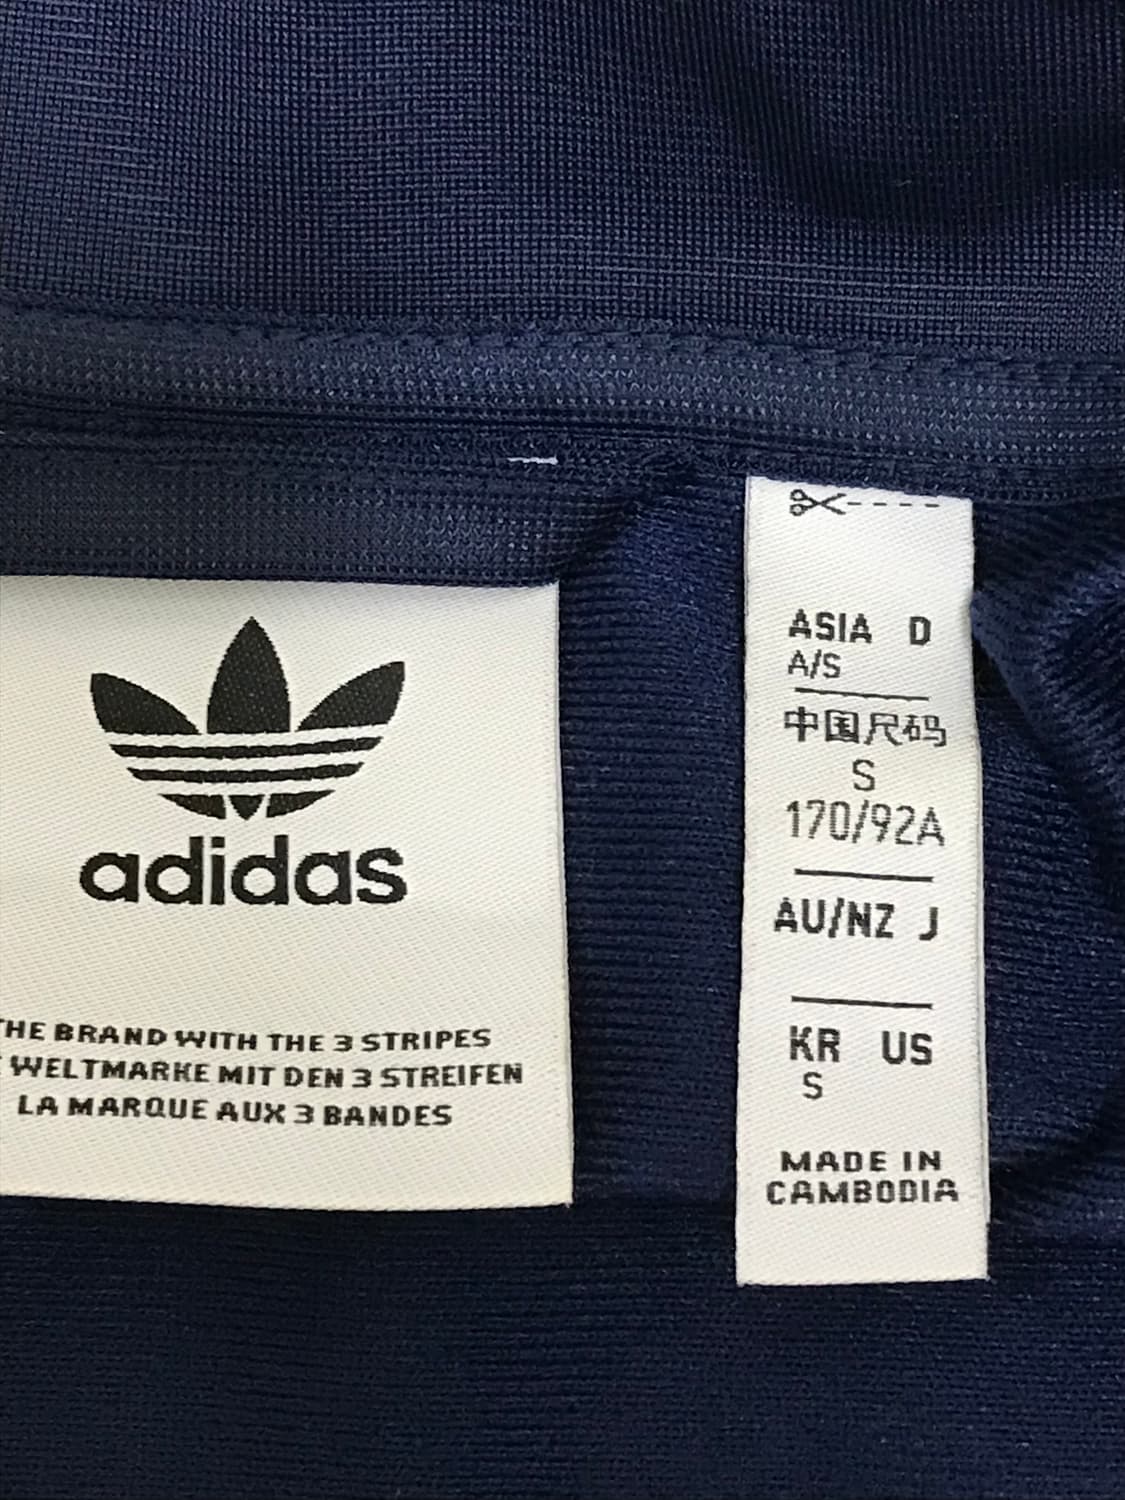 adidas
THE BRAND WITH THE 3 STRIPES
WELTMARKE MIT DEN 3 STREIFEN
LA MARQUE AUX 3 BANDES
ASIA D
A/S
中国尺码
S
170/92A
AU/NZ J
KR US
S
MADE IN
CAMBODIA